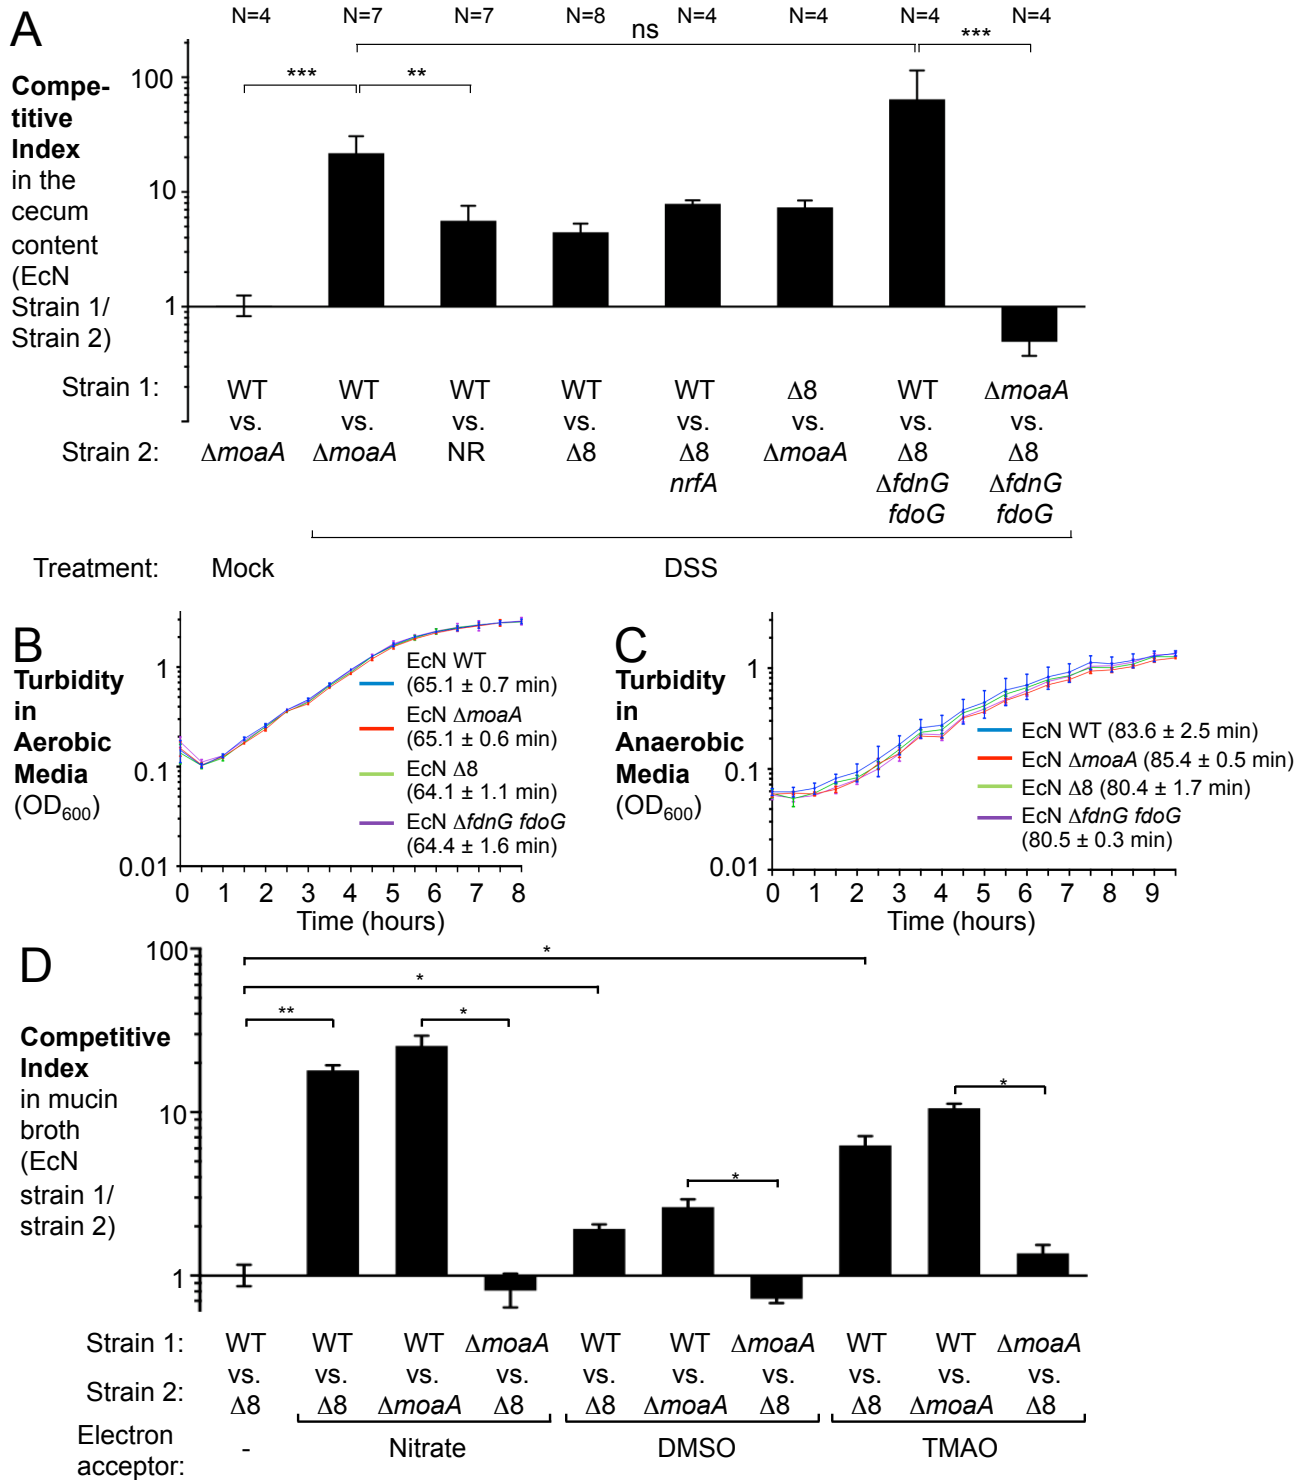 A
N=4 N=7 N=7 N=8 N=4 N=4 N=4 N=4
ns
*** ** ***
Compe-
titive
Index
in the
cecum
content
(EcN
Strain 1/
Strain 2)
100
10
1
Strain 1: WT WT WT WT WT Δ8 WT ΔmoaA
vs. vs. vs. vs. vs. vs. vs. vs.
Strain 2: ΔmoaA ΔmoaA NR Δ8 Δ8 ΔmoaA Δ8 Δ8
nrfA ΔfdnG ΔfdnG
fdoG fdoG
Treatment: Mock DSS
B
Turbidity
in
Aerobic
Media
(OD600)
1
0.1
0.01
EcN WT
(65.1 ± 0.7 min)
EcN ΔmoaA
(65.1 ± 0.6 min)
EcN Δ8
(64.1 ± 1.1 min)
EcN ΔfdnG fdoG
(64.4 ± 1.6 min)
0 1 2 3 4 5 6 7 8
Time (hours)
C
Turbidity
in
Anaerobic
Media
(OD600)
1
0.1
0.01
EcN WT (83.6 ± 2.5 min)
EcN ΔmoaA (85.4 ± 0.5 min)
EcN Δ8 (80.4 ± 1.7 min)
EcN ΔfdnG fdoG
(80.5 ± 0.3 min)
0 1 2 3 4 5 6 7 8 9
Time (hours)
D
Competitive
Index
in mucin
broth
(EcN
strain 1/
strain 2)
100
10
1
*
*
** *
*
*
Strain 1: WT WT WT ΔmoaA WT WT ΔmoaA WT WT ΔmoaA
vs. vs. vs. vs. vs. vs. vs. vs. vs. vs.
Strain 2: Δ8 Δ8 ΔmoaA Δ8 Δ8 ΔmoaA Δ8 Δ8 ΔmoaA Δ8
Electron
acceptor: - Nitrate DMSO TMAO